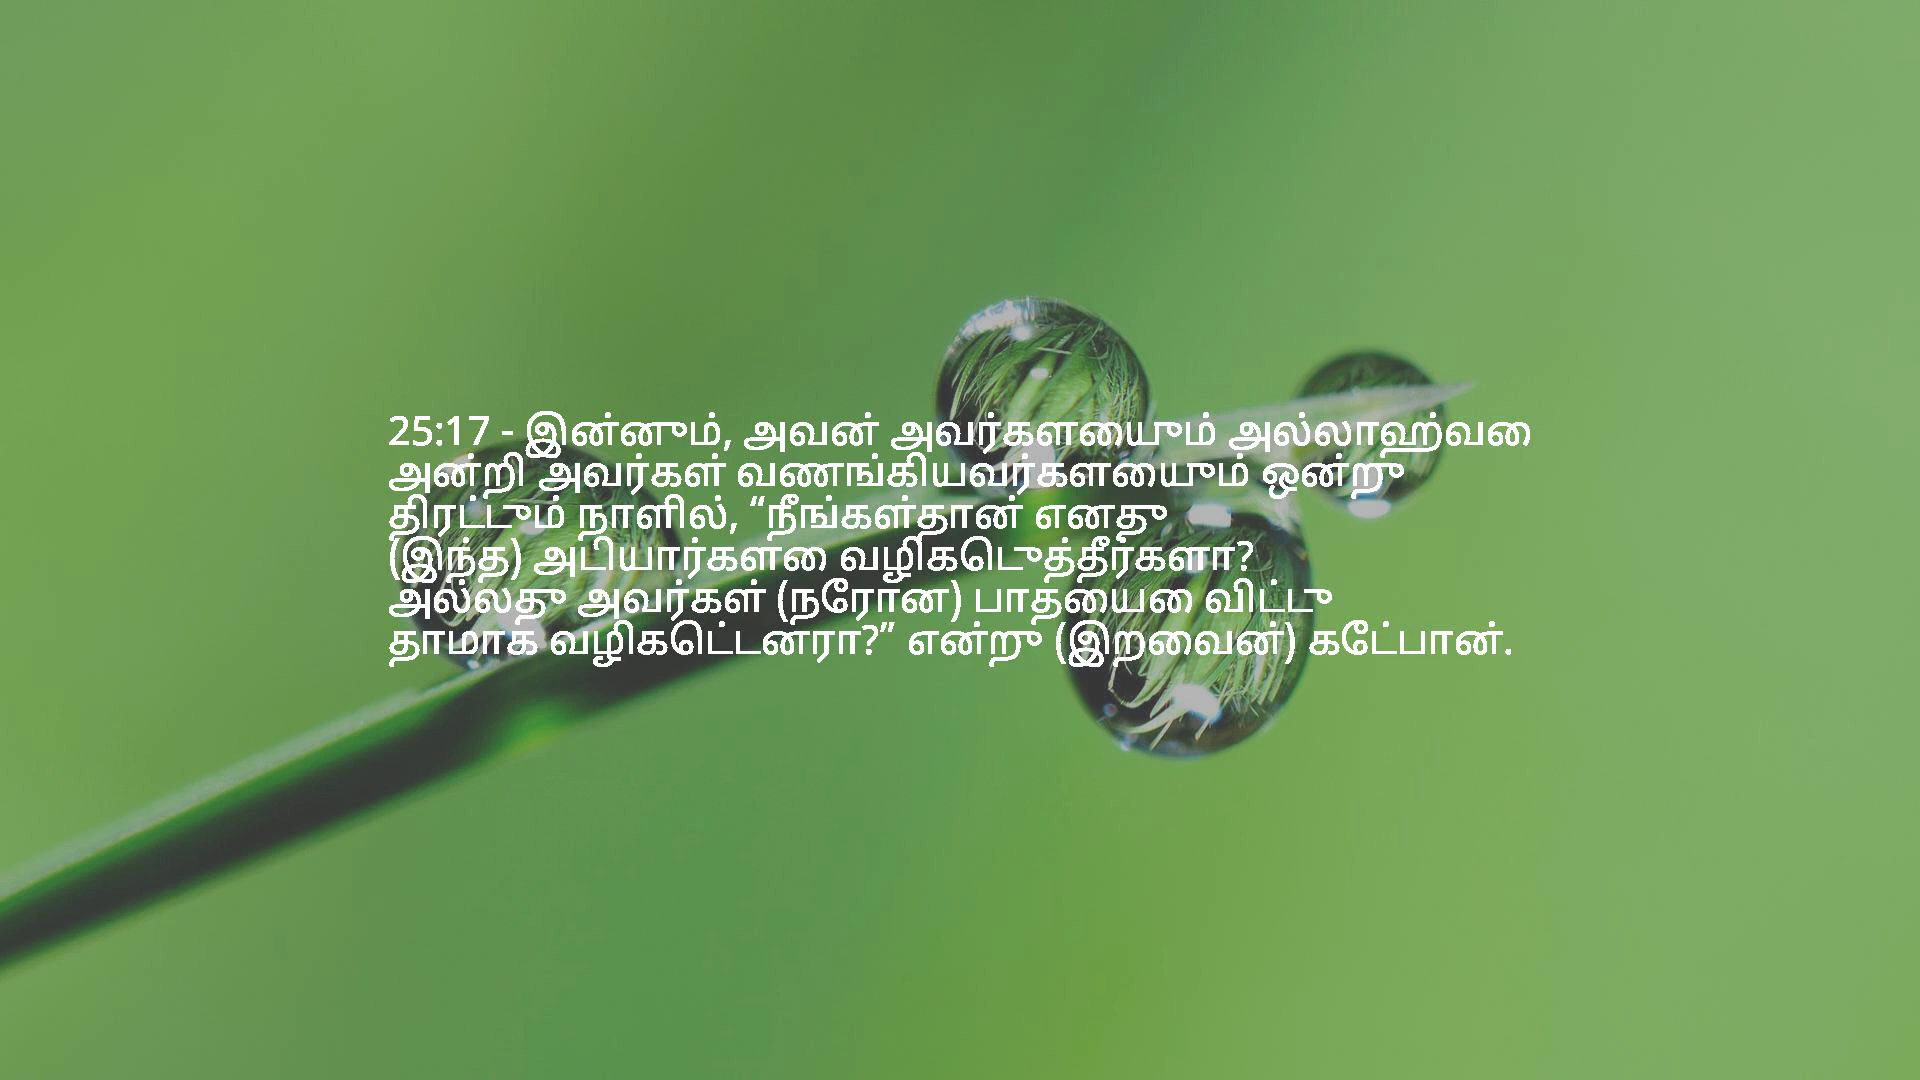 25:17 - இன்னும், அவன் அவர்களையும் அல்லாஹ்வை
அன்றி அவர்கள் வணங்கியவர்களையும் ஒன்று
திரட்டும் நாளில், “நீங்கள்தான் எனது
(இந்த) அடியார்களை வழிகெடுத்தீர்களா?
அல்லது அவர்கள் (நேரான) பாதையை விட்டு
தாமாக வழிகெட்டனரா?” என்று (இறைவன்) கேட்பான்.